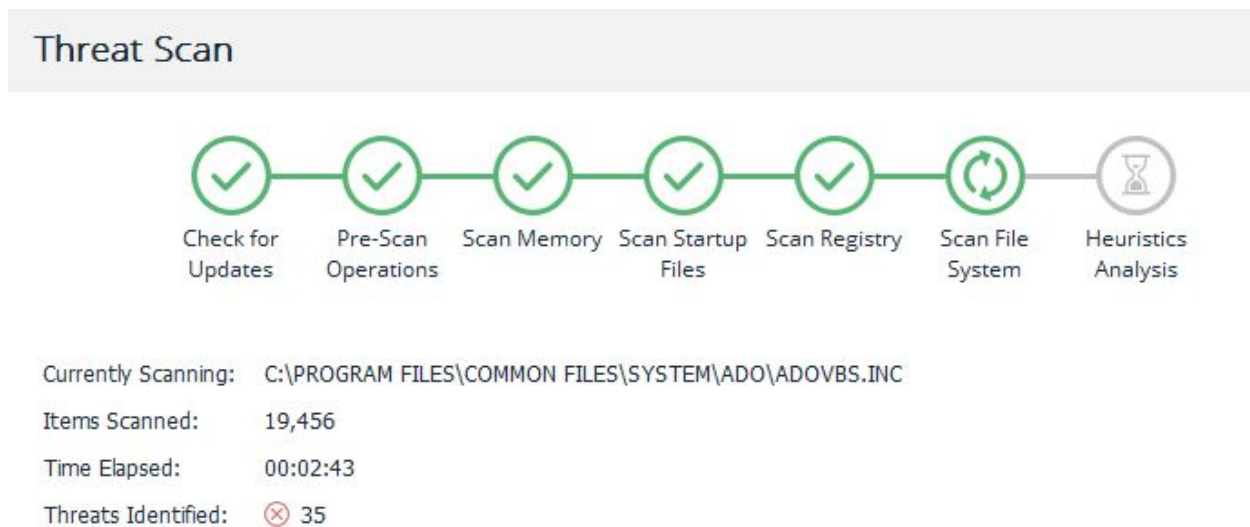 Threat Scan
Check for Updates
Pre-Scan Operations
Scan Memory
Scan Startup Files
Scan Registry
Scan File System
Heuristics Analysis
Currently Scanning: C:\PROGRAM FILES\COMMON FILES\SYSTEM\ADO\ADOVBS.INC
Items Scanned: 19,456
Time Elapsed: 00:02:43
Threats Identified: 35